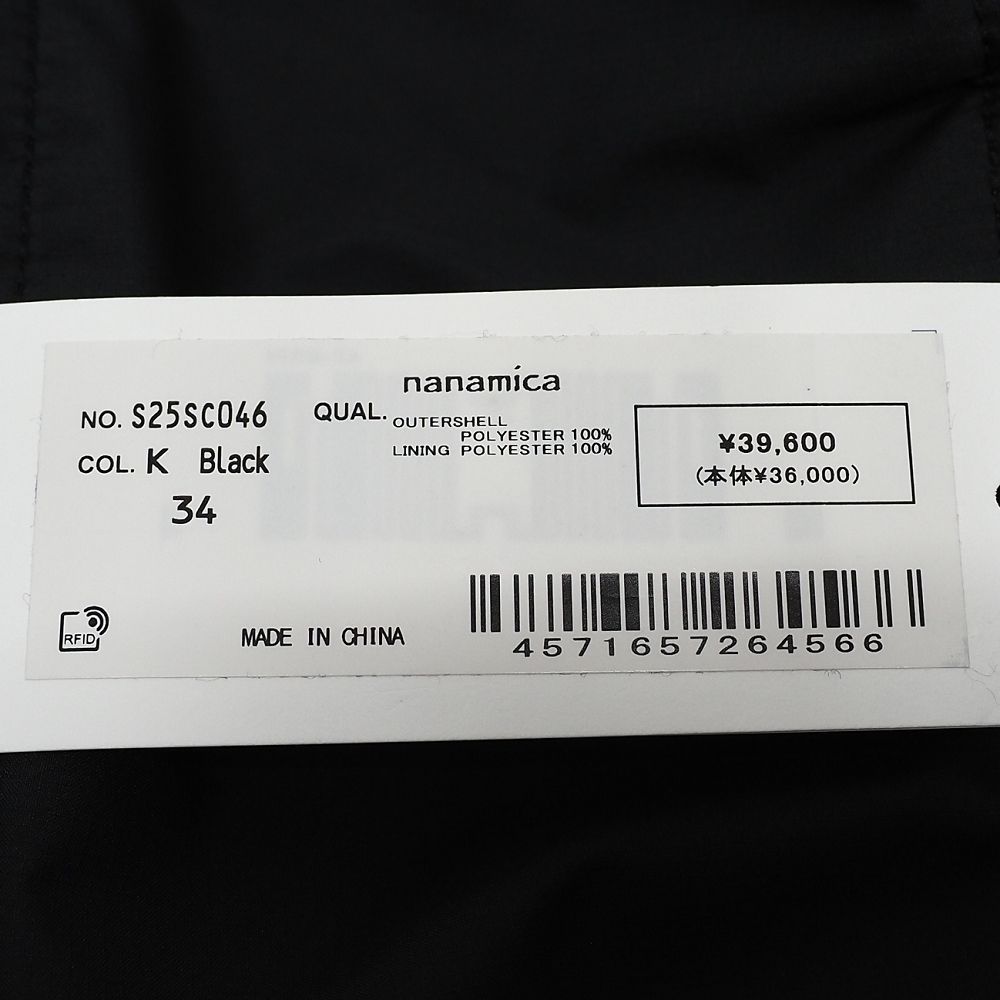 nanamica
NO. S25SC046
COL. K Black
34
QUAL. OUTERSHELL
POLYESTER 100%
LINING POLYESTER 100%
¥39,600
(本体¥36,000)
RFID
MADE IN CHINA
4571657264566